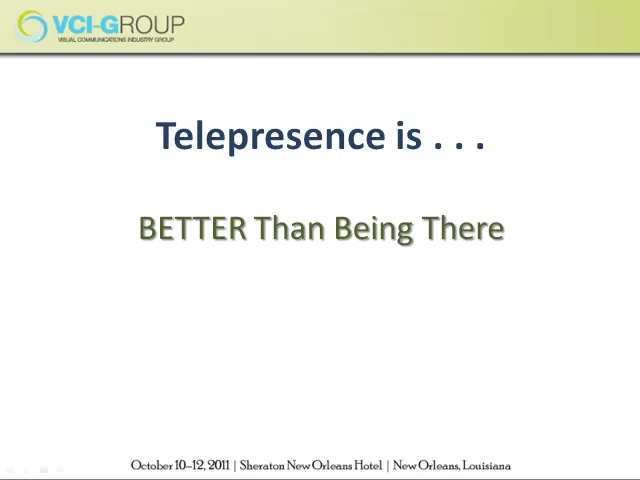 VCI-GROUP
VISUAL COMMUNICATIONS INDUSTRY GROUP
Telepresence is . . .
BETTER Than Being There
October 10–12, 2011 | Sheraton New Orleans Hotel | New Orleans, Louisiana